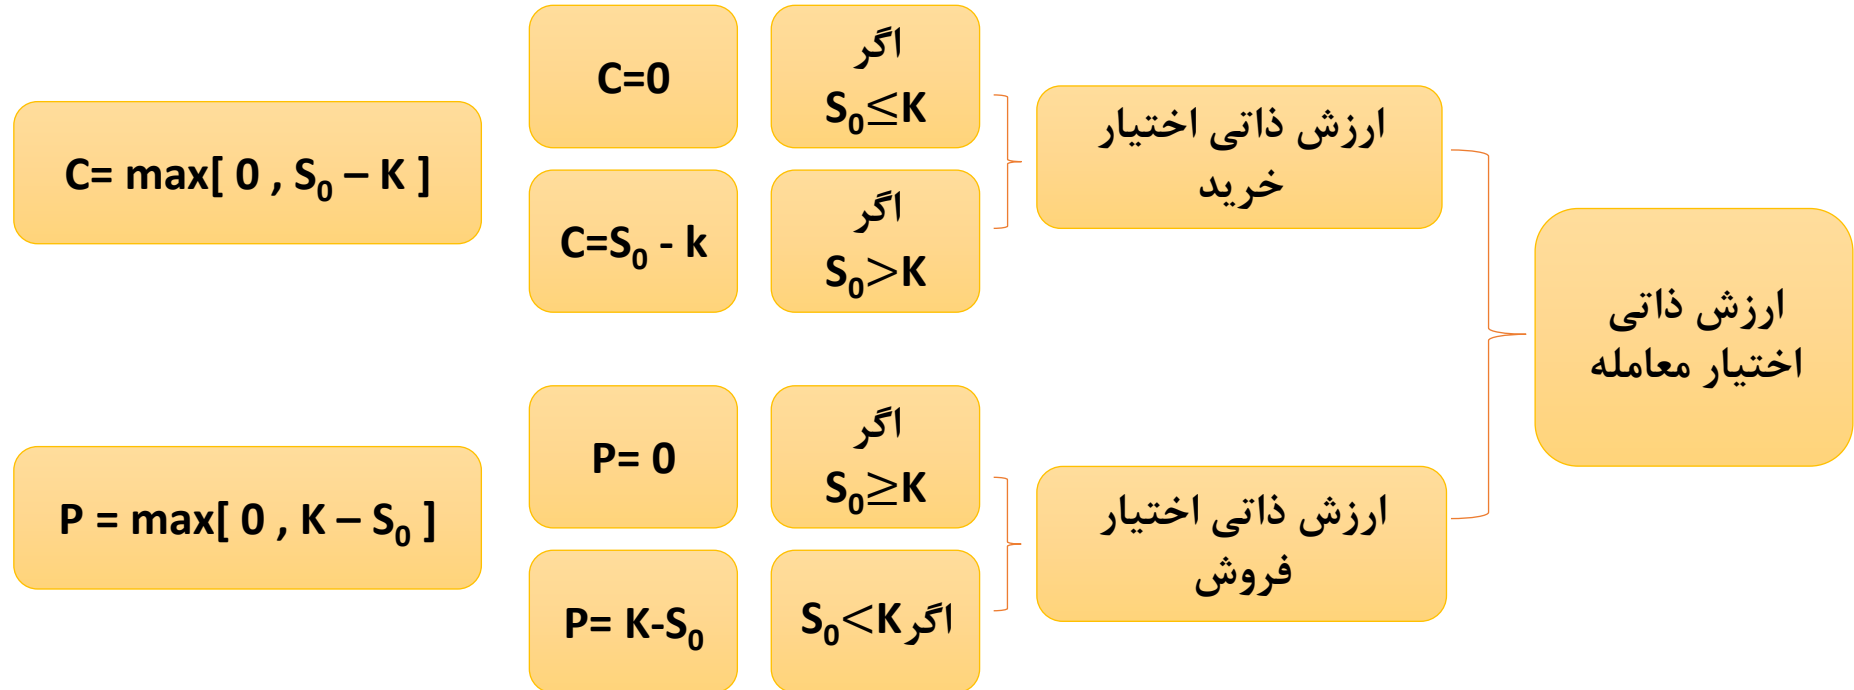 ارزش ذاتی
اختیار معامله
ارزش ذاتی اختیار
خرید
اگر
S₀≤K
C=0
اگر
S₀>K
C=S₀ - k
C= max[ 0 , S₀ – K ]
ارزش ذاتی اختیار
فروش
اگر
S₀≥K
P= 0
اگر S₀<K
P= K-S₀
P = max[ 0 , K – S₀ ]